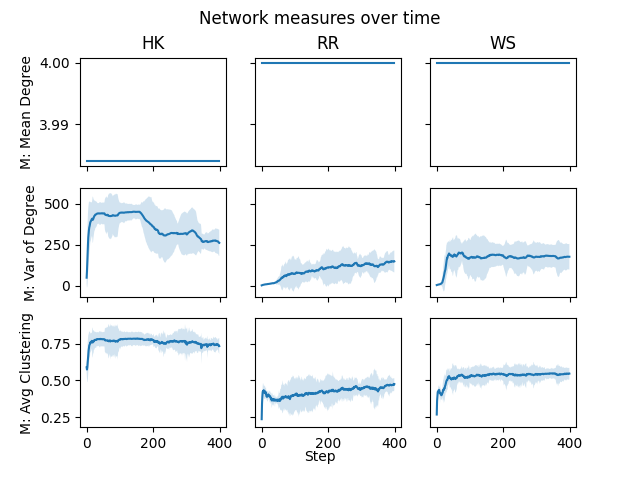 Network measures over time
HK RR WS
M: Mean Degree
4.00
3.99
M: Var of Degree
500
250
0
M: Avg Clustering
0.75
0.50
0.25
0 200 400 0 200 400 0 200 400
Step